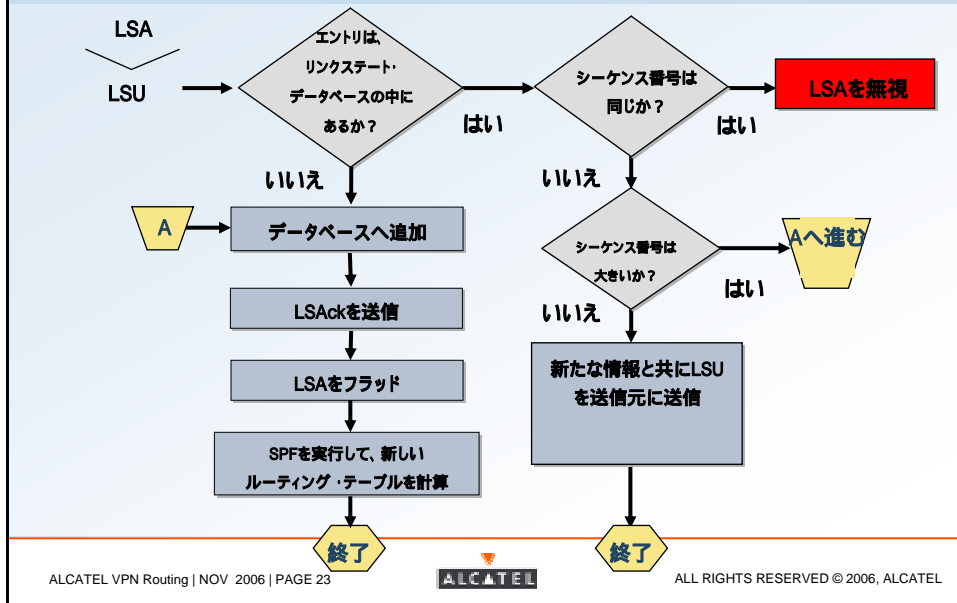 LSA
LSU
エントリは、
リンクステート・
データベースの中に
あるか？
はい
いいえ
シーケンス番号は
同じか？
はい
いいえ
LSAを無視
A
データベースへ追加
LSAckを送信
LSAをフラッド
SPFを実行して、新しい
ルーティング・テーブルを計算
終了
シーケンス番号は
大きいか？
はい
いいえ
Aへ進む
新たな情報と共にLSU
を送信元に送信
終了
ALCATEL VPN Routing | NOV 2006 | PAGE 23
ALCATEL
ALL RIGHTS RESERVED © 2006, ALCATEL